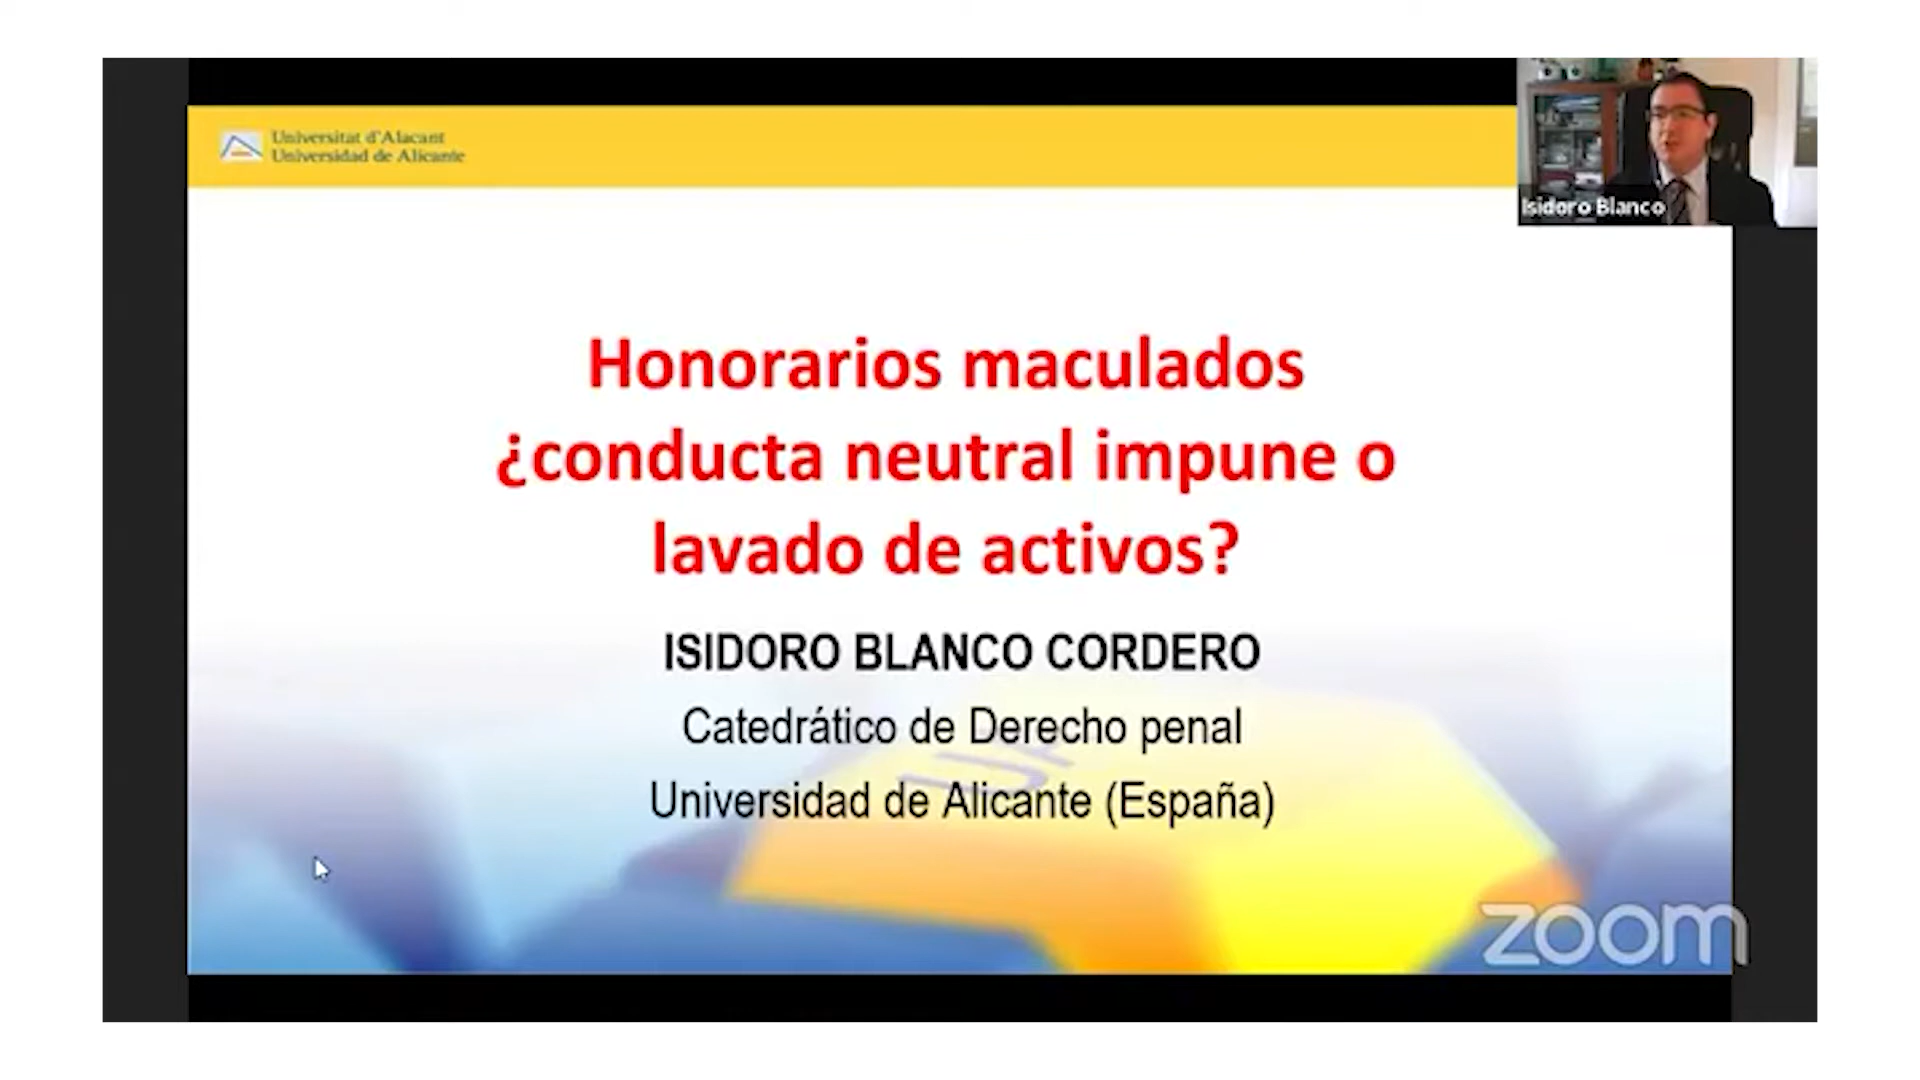 Universitat d'Alacant
Universidad de Alicante
Isidoro Blanco
Honorarios maculados
¿conducta neutral impune o
lavado de activos?
ISIDORO BLANCO CORDERO
Catedrático de Derecho penal
Universidad de Alicante (España)
zoom